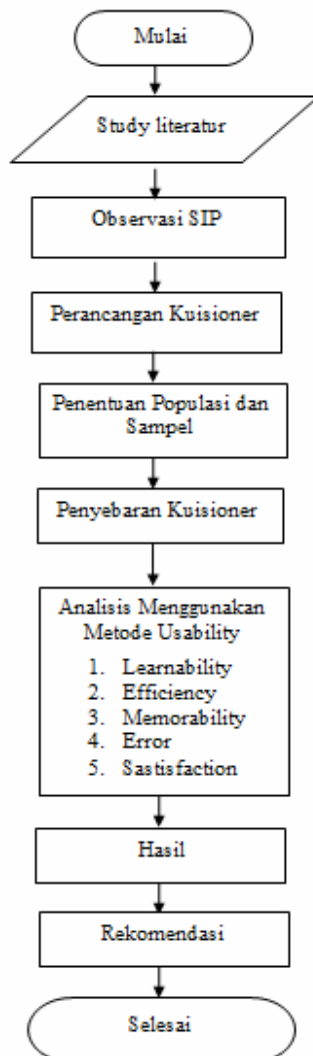 Mulai
Study literatur
Observasi SIP
Perancangan Kuisioner
Penentuan Populasi dan
Sampel
Penyebaran Kuisioner
Analisis Menggunakan
Metode Usability
1. Learnability
2. Efficiency
3. Memorability
4. Error
5. Sastisfaction
Hasil
Rekomendasi
Selesai